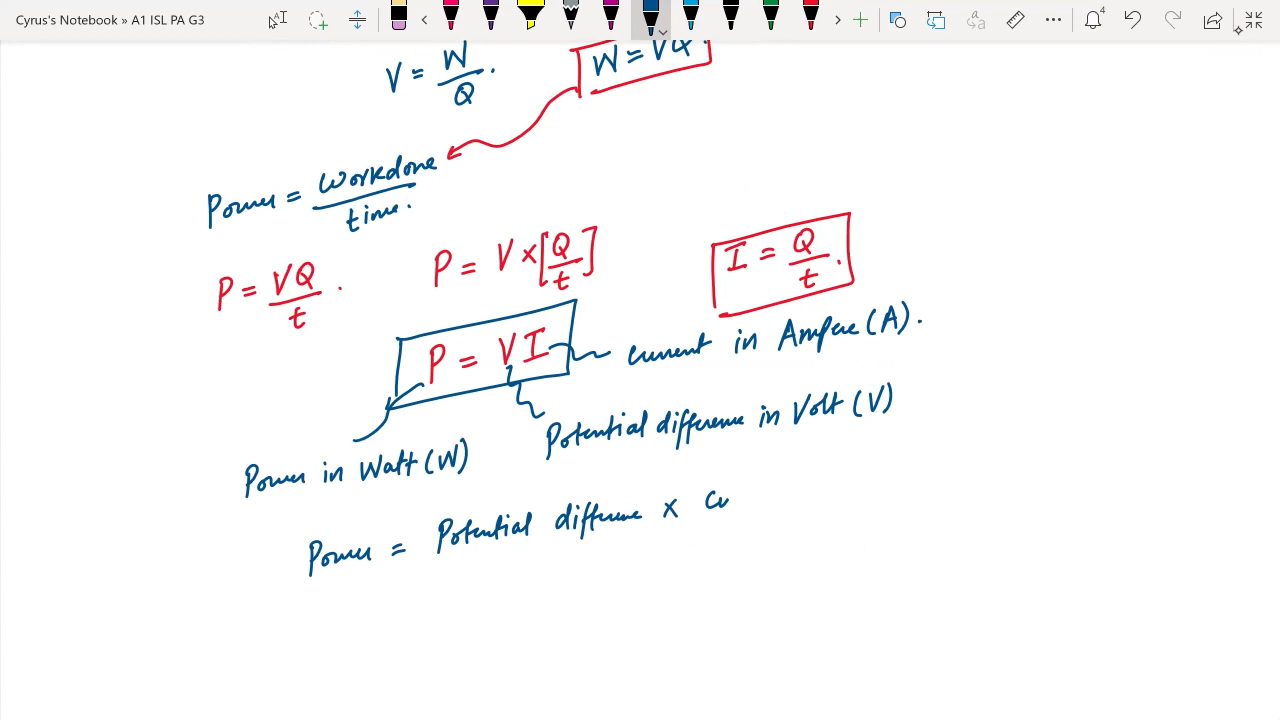 Cyrus's Notebook » A1 ISL PA G3
4
V = W/Q.
W = VQ.
Power = Workdone/time.
P = VQ/t.
P = V × [Q/t]
I = Q/t.
P = VI
current in Ampere (A).
Potential difference in Volt (V)
Power in Watt (W)
Power = Potential difference × Cu